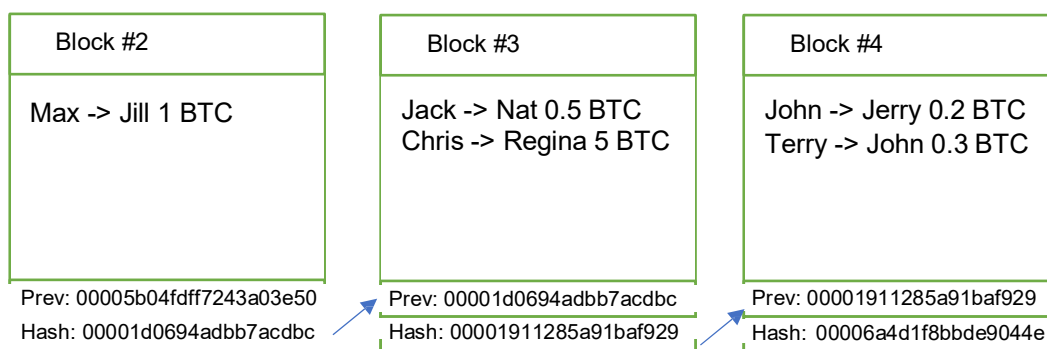 Block #2
Max -> Jill 1 BTC
Prev: 00005b04fdff7243a03e50
Hash: 00001d0694adbb7acdbc
Block #3
Jack -> Nat 0.5 BTC
Chris -> Regina 5 BTC
Prev: 00001d0694adbb7acdbc
Hash: 00001911285a91baf929
Block #4
John -> Jerry 0.2 BTC
Terry -> John 0.3 BTC
Prev: 00001911285a91baf929
Hash: 00006a4d1f8bbde9044e